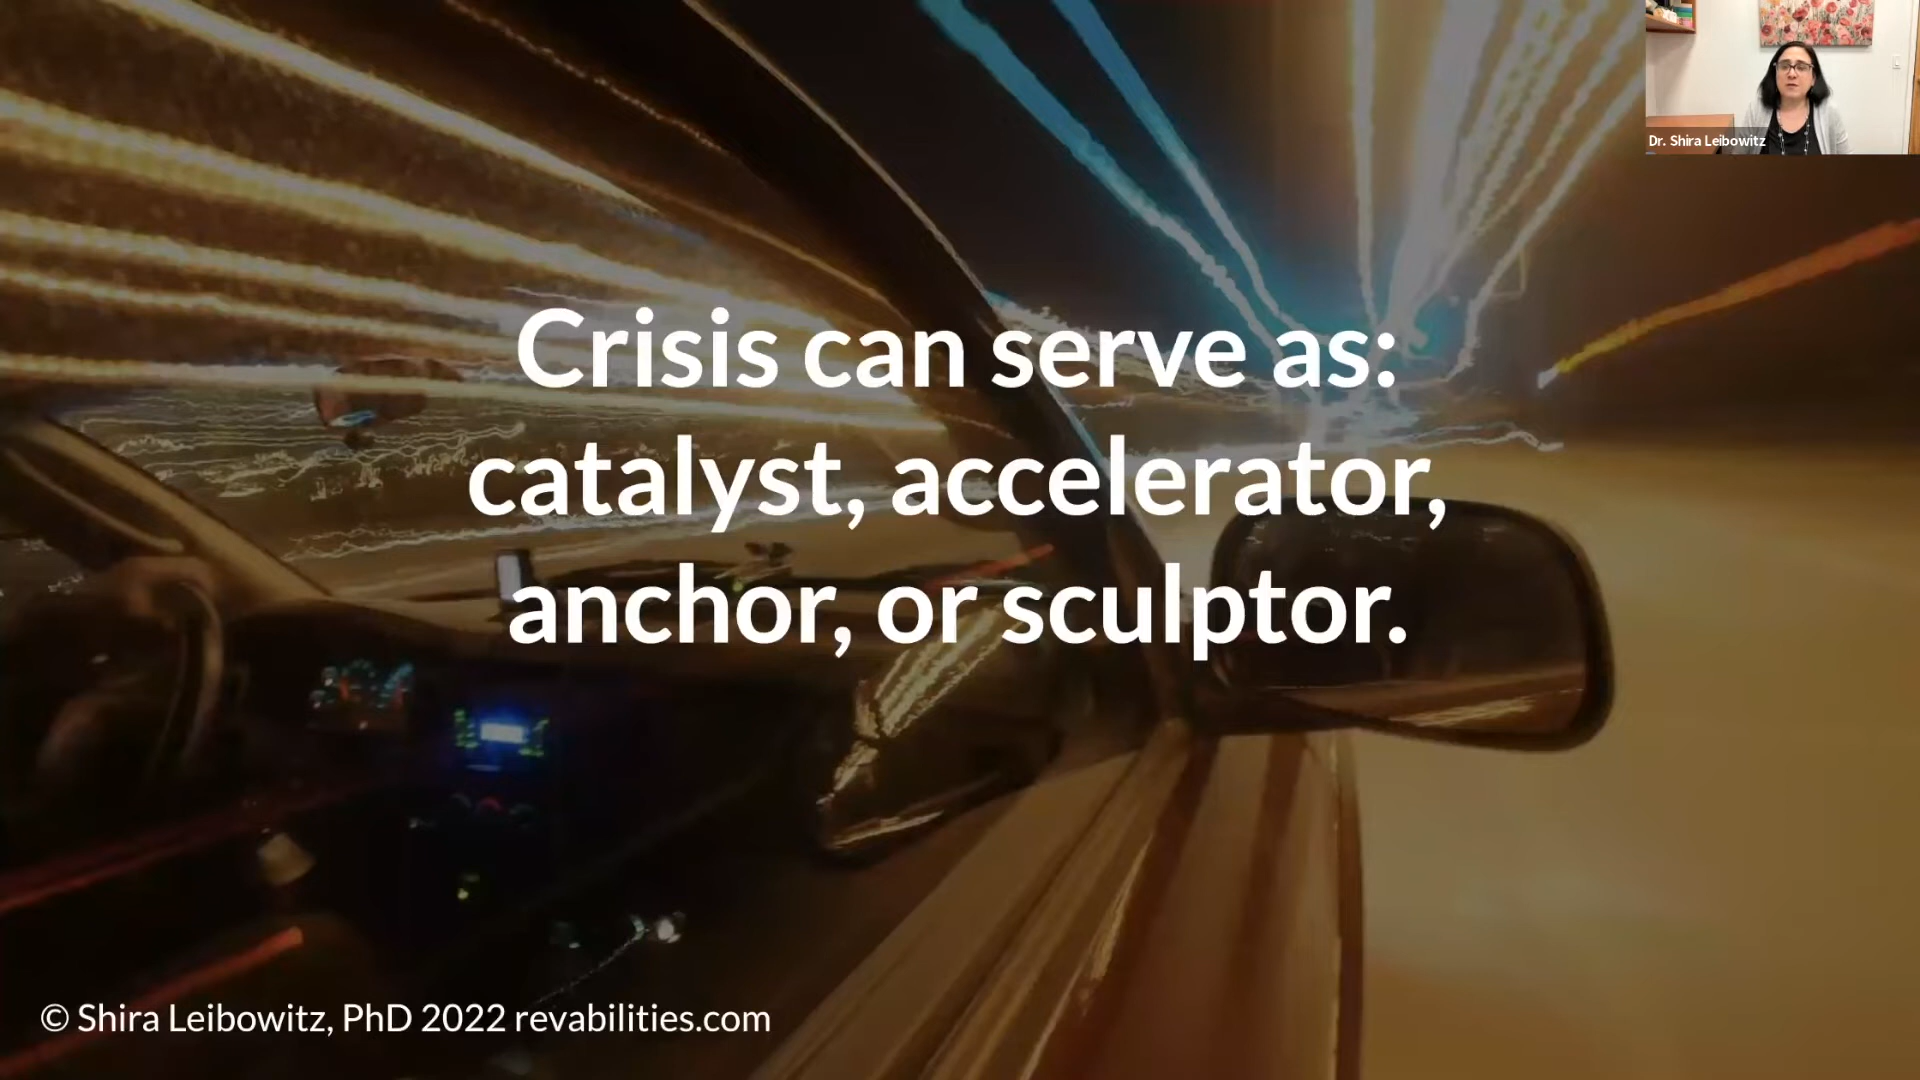 Dr. Shira Leibowitz
Crisis can serve as:
catalyst, accelerator,
anchor, or sculptor.
© Shira Leibowitz, PhD 2022 revabilities.com